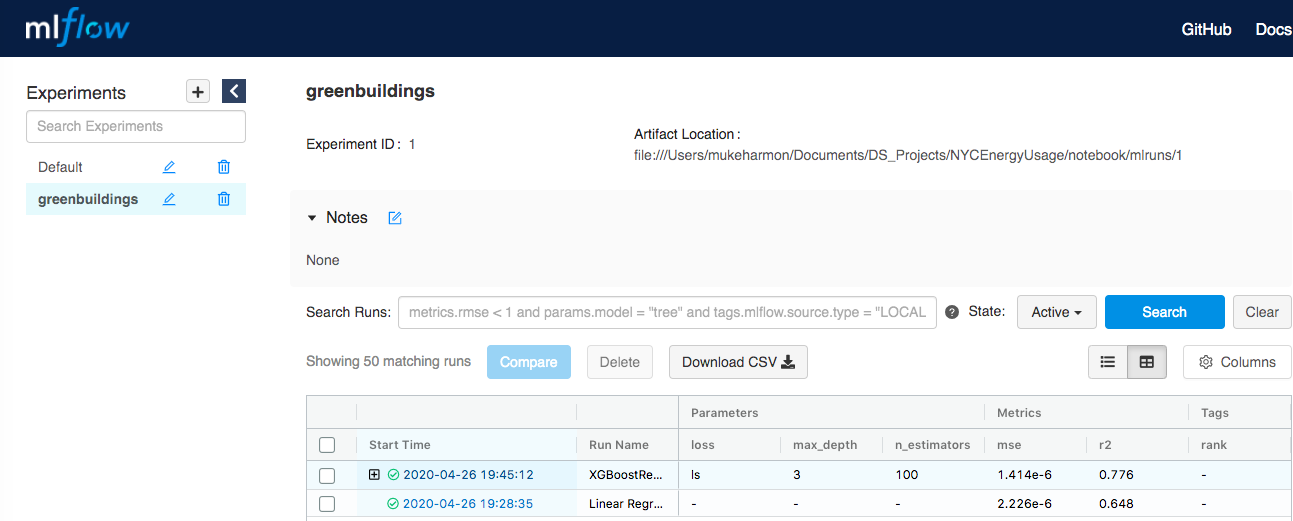 mlflow
GitHub Docs
Experiments
Search Experiments
Default
greenbuildings
greenbuildings
Experiment ID : 1
Artifact Location :
file:///Users/mukeharmon/Documents/DS_Projects/NYCEnergyUsage/notebook/mlruns/1
Notes
None
Search Runs: metrics.rmse < 1 and params.model = "tree" and tags.mlflow.source.type = "LOCAL ? State: Active Search Clear
Showing 50 matching runs Compare Delete Download CSV Columns
Parameters Metrics Tags
Start Time Run Name loss max_depth n_estimators mse r2 rank
2020-04-26 19:45:12 XGBoostRe... ls 3 100 1.414e-6 0.776 -
2020-04-26 19:28:35 Linear Regr... - - - 2.226e-6 0.648 -